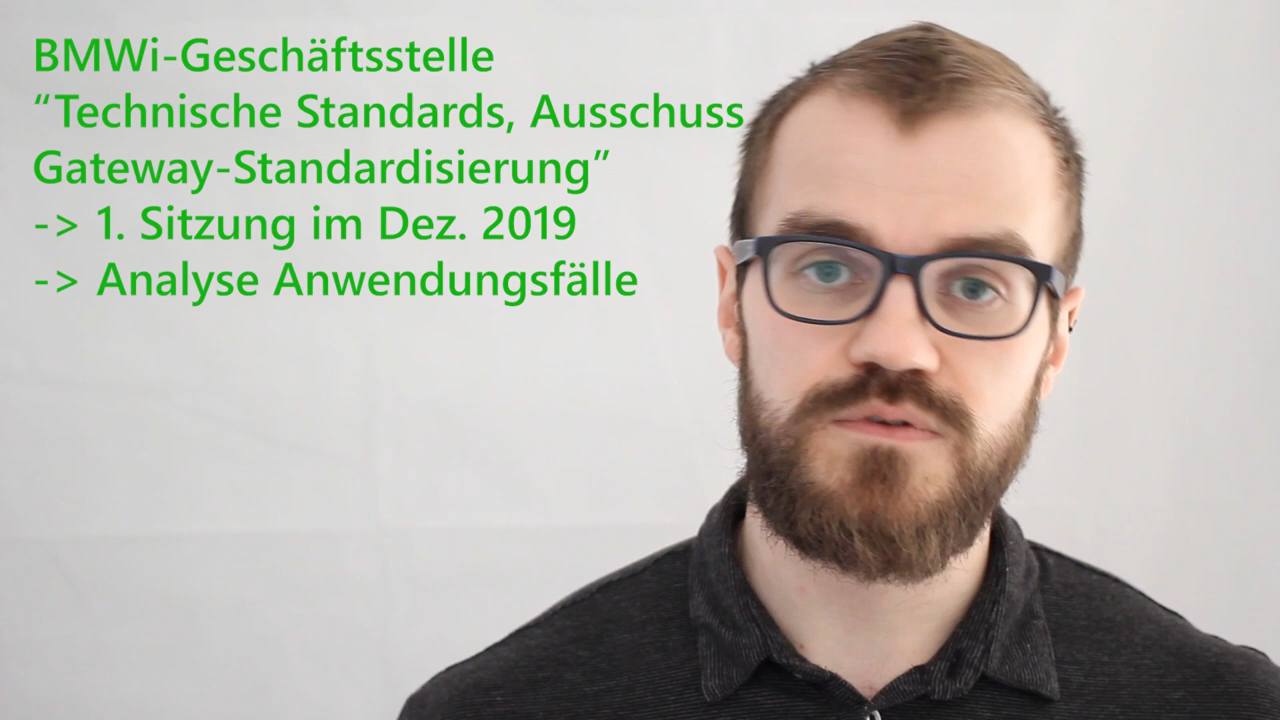 BMWi-Geschäftsstelle
“Technische Standards, Ausschuss
Gateway-Standardisierung”
-> 1. Sitzung im Dez. 2019
-> Analyse Anwendungsfälle